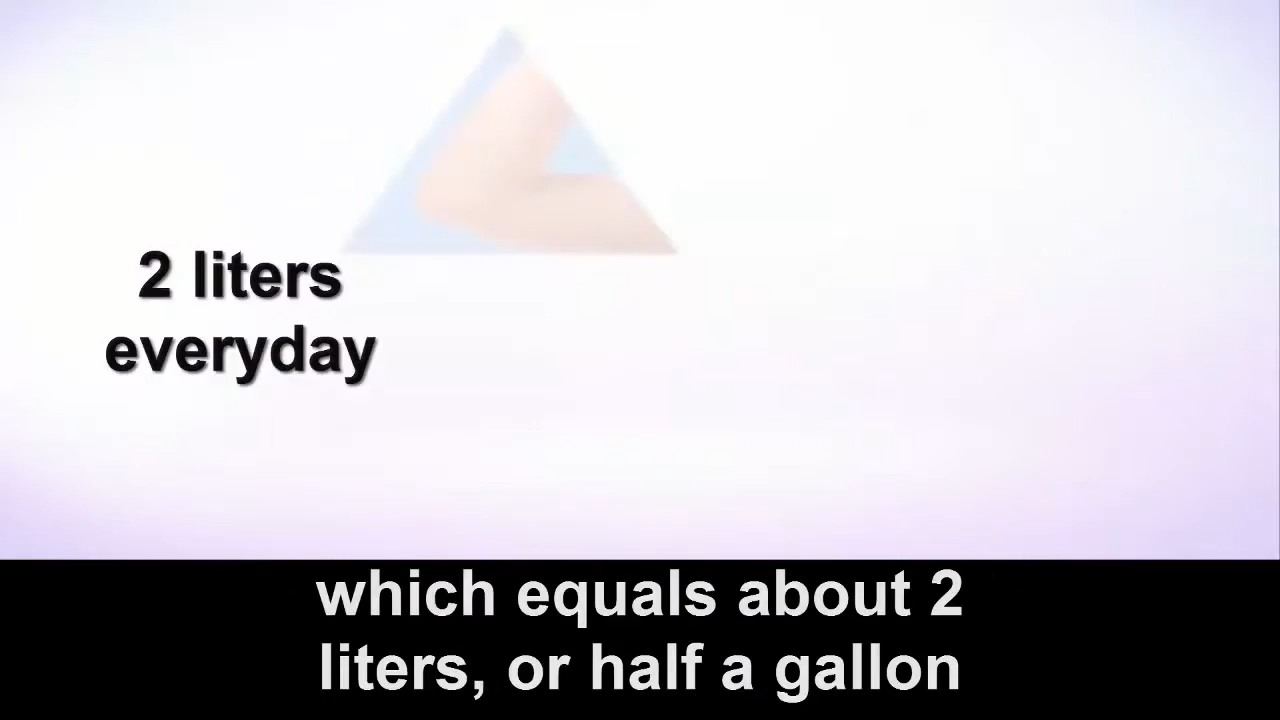 2 liters
everyday
which equals about 2
liters, or half a gallon